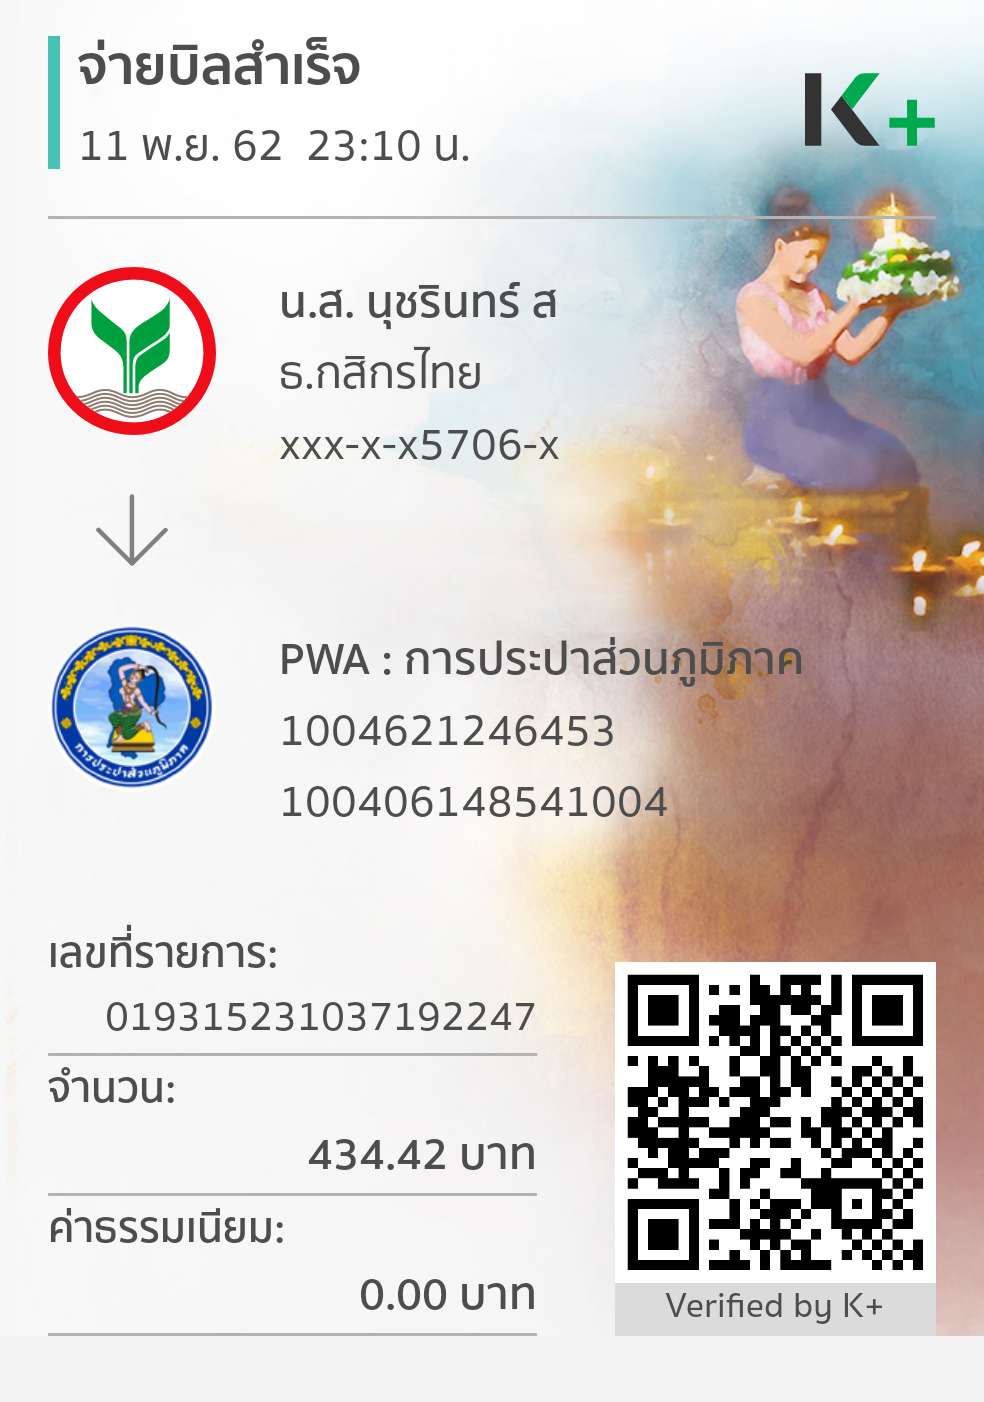 จ่ายบิลสำเร็จ
11 พ.ย. 62  23:10 น.
K+
น.ส. นุชรินทร์ ส
ธ.กสิกรไทย
xxx-x-x5706-x
การประปาส่วนภูมิภาค
PWA : การประปาส่วนภูมิภาค
1004621246453
100406148541004
เลขที่รายการ:
019315231037192247
จำนวน:
434.42 บาท
ค่าธรรมเนียม:
0.00 บาท
Verified by K+